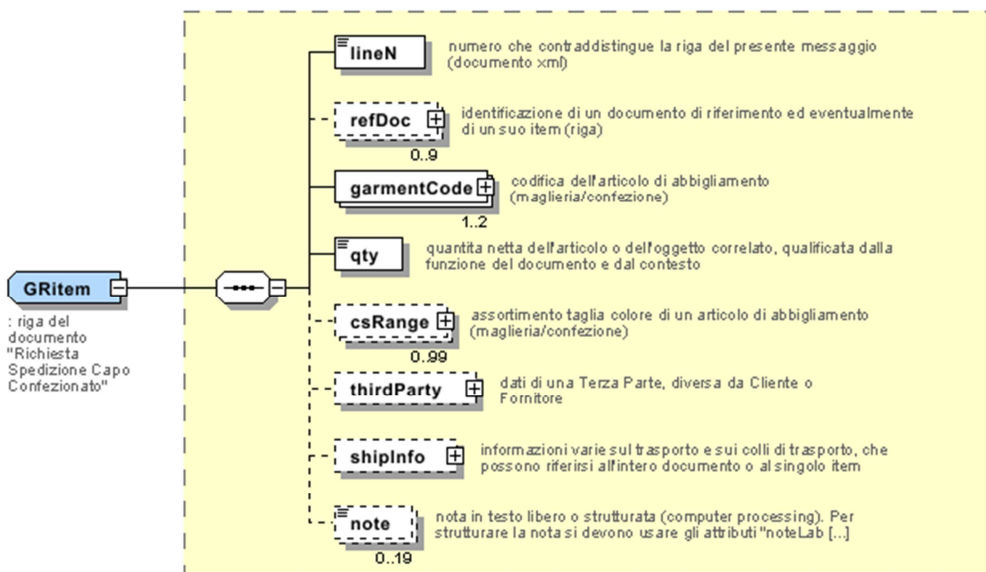 lineN
numero che contraddistingue la riga del presente messaggio
(documento xml)
refDoc
identificazione di un documento di riferimento ed eventualmente
di un suo item (riga)
0..9
garmentCode
codifica dell'articolo di abbigliamento
(maglieria/confezione)
1..2
qty
quantita netta dell'articolo o dell'oggetto correlato, qualificata dalla
funzione del documento e dal contesto
GRitem
: riga del
documento
"Richiesta
Spedizione Capo
Confezionato"
csRange
assortimento taglia colore di un articolo di abbigliamento
(maglieria/confezione)
0..99
thirdParty
dati di una Terza Parte, diversa da Cliente o
Fornitore
shipInfo
informazioni varie sul trasporto e sui colli di trasporto, che
possono riferirsi all'intero documento o al singolo item
note
nota in testo libero o strutturata (computer processing). Per
strutturare la nota si devono usare gli attributi "noteLab [...]
0..19